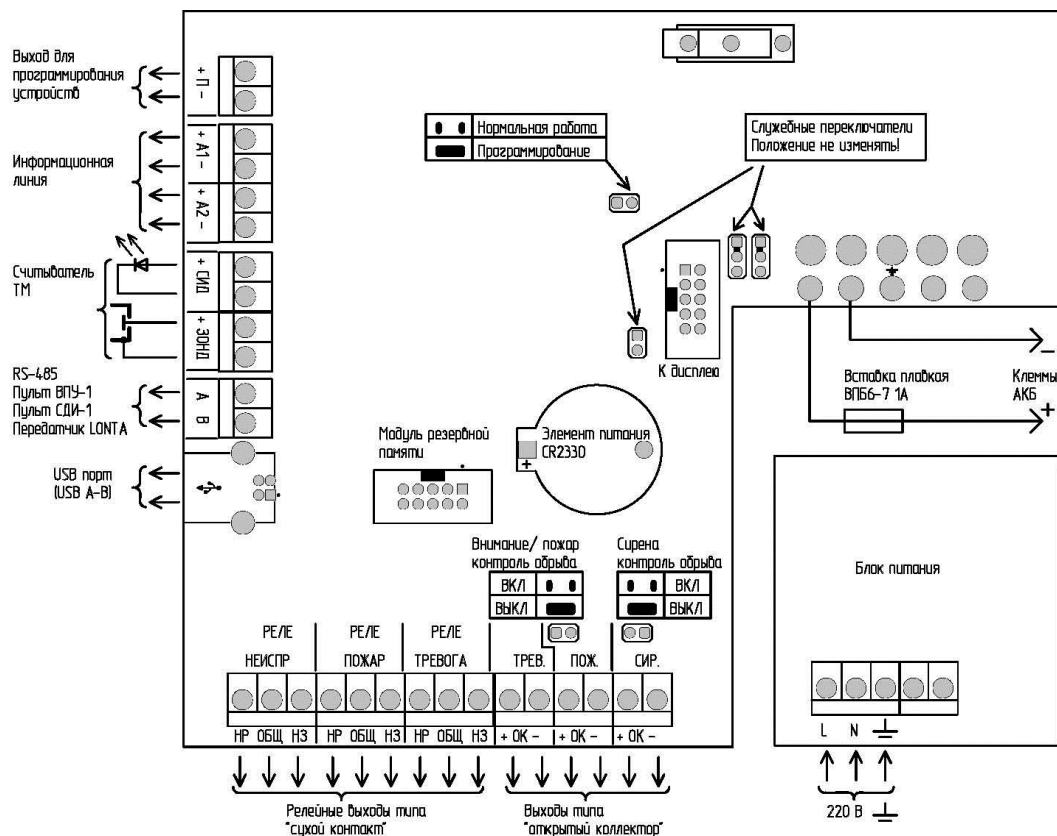 Выход для
программирования
устройств
+ П -
Информационная
линия
+ А1-
+ А2 -
Считыватель
ТМ
+ СИД
+ ЗОНД
RS-485
Пульт ВПУ-1
Пульт СДИ-1
Передатчик LONTA
А
В
USB порт
(USB A-B)
Нормальная работа
Программирование
Служебные переключатели
Положение не изменять!
К дисплею
Вставка плавкая
ВПБ6-7 1А
Клеммы
АКБ
-
+
Модуль резервной
памяти
Элемент питания
CR2330
+
Внимание/ пожар
контроль обрыва
ВКЛ
ВЫКЛ
Сирена
контроль обрыва
ВКЛ
ВЫКЛ
Блок питания
РЕЛЕ РЕЛЕ РЕЛЕ
НЕИСПР ПОЖАР ТРЕВОГА ТРЕВ. ПОЖ. СИР.
НР ОБЩ НЗ НР ОБЩ НЗ НР ОБЩ НЗ + ОК - + ОК - + ОК -
Релейные выходы типа
"сухой контакт"
Выходы типа
"открытый коллектор"
L N
220 В